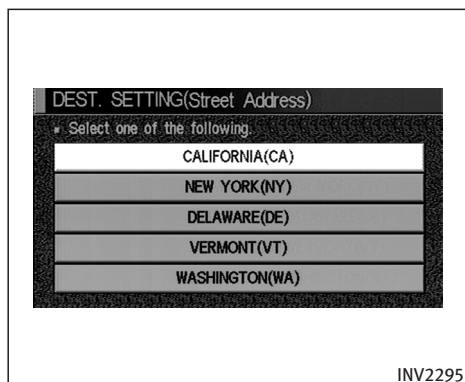 DEST. SETTING(Street Address)
Select one of the following.
CALIFORNIA(CA)
NEW YORK(NY)
DELAWARE(DE)
VERMONT(VT)
WASHINGTON(WA)
INV2295